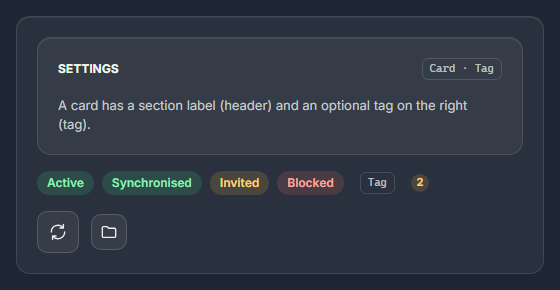 SETTINGS
Card · Tag
A card has a section label (header) and an optional tag on the right
(tag).
Active Synchronised Invited Blocked Tag 2